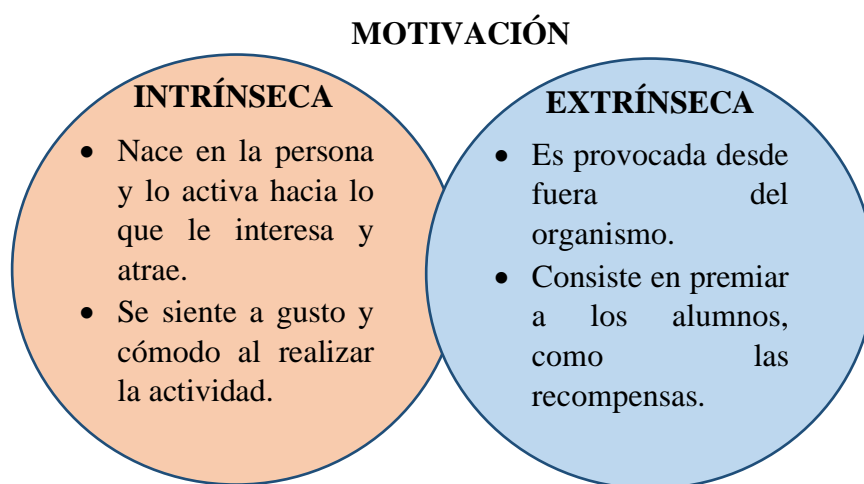 MOTIVACIÓN
INTRÍNSECA
• Nace en la persona
y lo activa hacia lo
que le interesa y
atrae.
• Se siente a gusto y
cómodo al realizar
la actividad.
EXTRÍNSECA
• Es provocada desde
fuera del
organismo.
• Consiste en premiar
a los alumnos,
como las
recompensas.